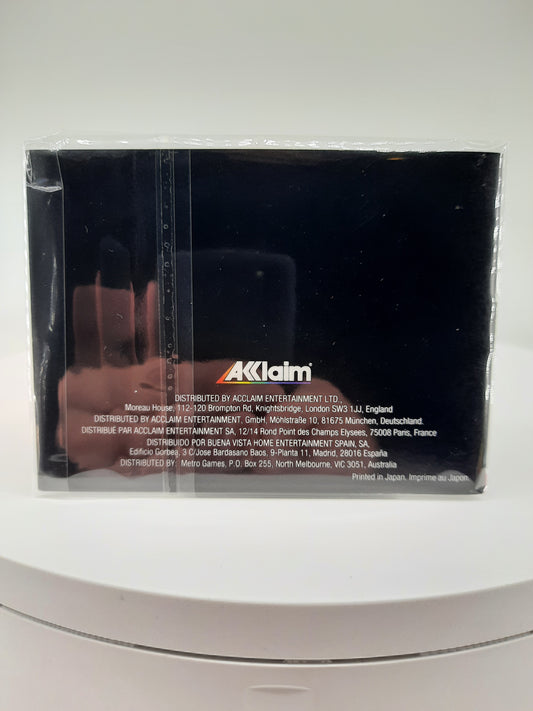 AKKlaim®
DISTRIBUTED BY ACCLAIM ENTERTAINMENT LTD.,
Moreau House, 112-120 Brompton Rd, Knightsbridge, London SW3 1JJ, England
DISTRIBUTED BY ACCLAIM ENTERTAINMENT, GmbH, Mohlstraße 10, 81675 München, Deutschland.
DISTRIBUÉ PAR ACCLAIM ENTERTAINMENT SA, 12/14 Rond Point des Champs Elysees, 75008 Paris, France
DISTRIBUIDO POR BUENA VISTA HOME ENTERTAINMENT SPAIN, SA.
Edificio Gorbea, 3 C/Jose Bardasano Baos, 9-Planta 11, Madrid, 28016 España
DISTRIBUTED BY: Metro Games, P.O. Box 255, North Melbourne, VIC 3051, Australia
Printed in Japan, Imprime au Japon